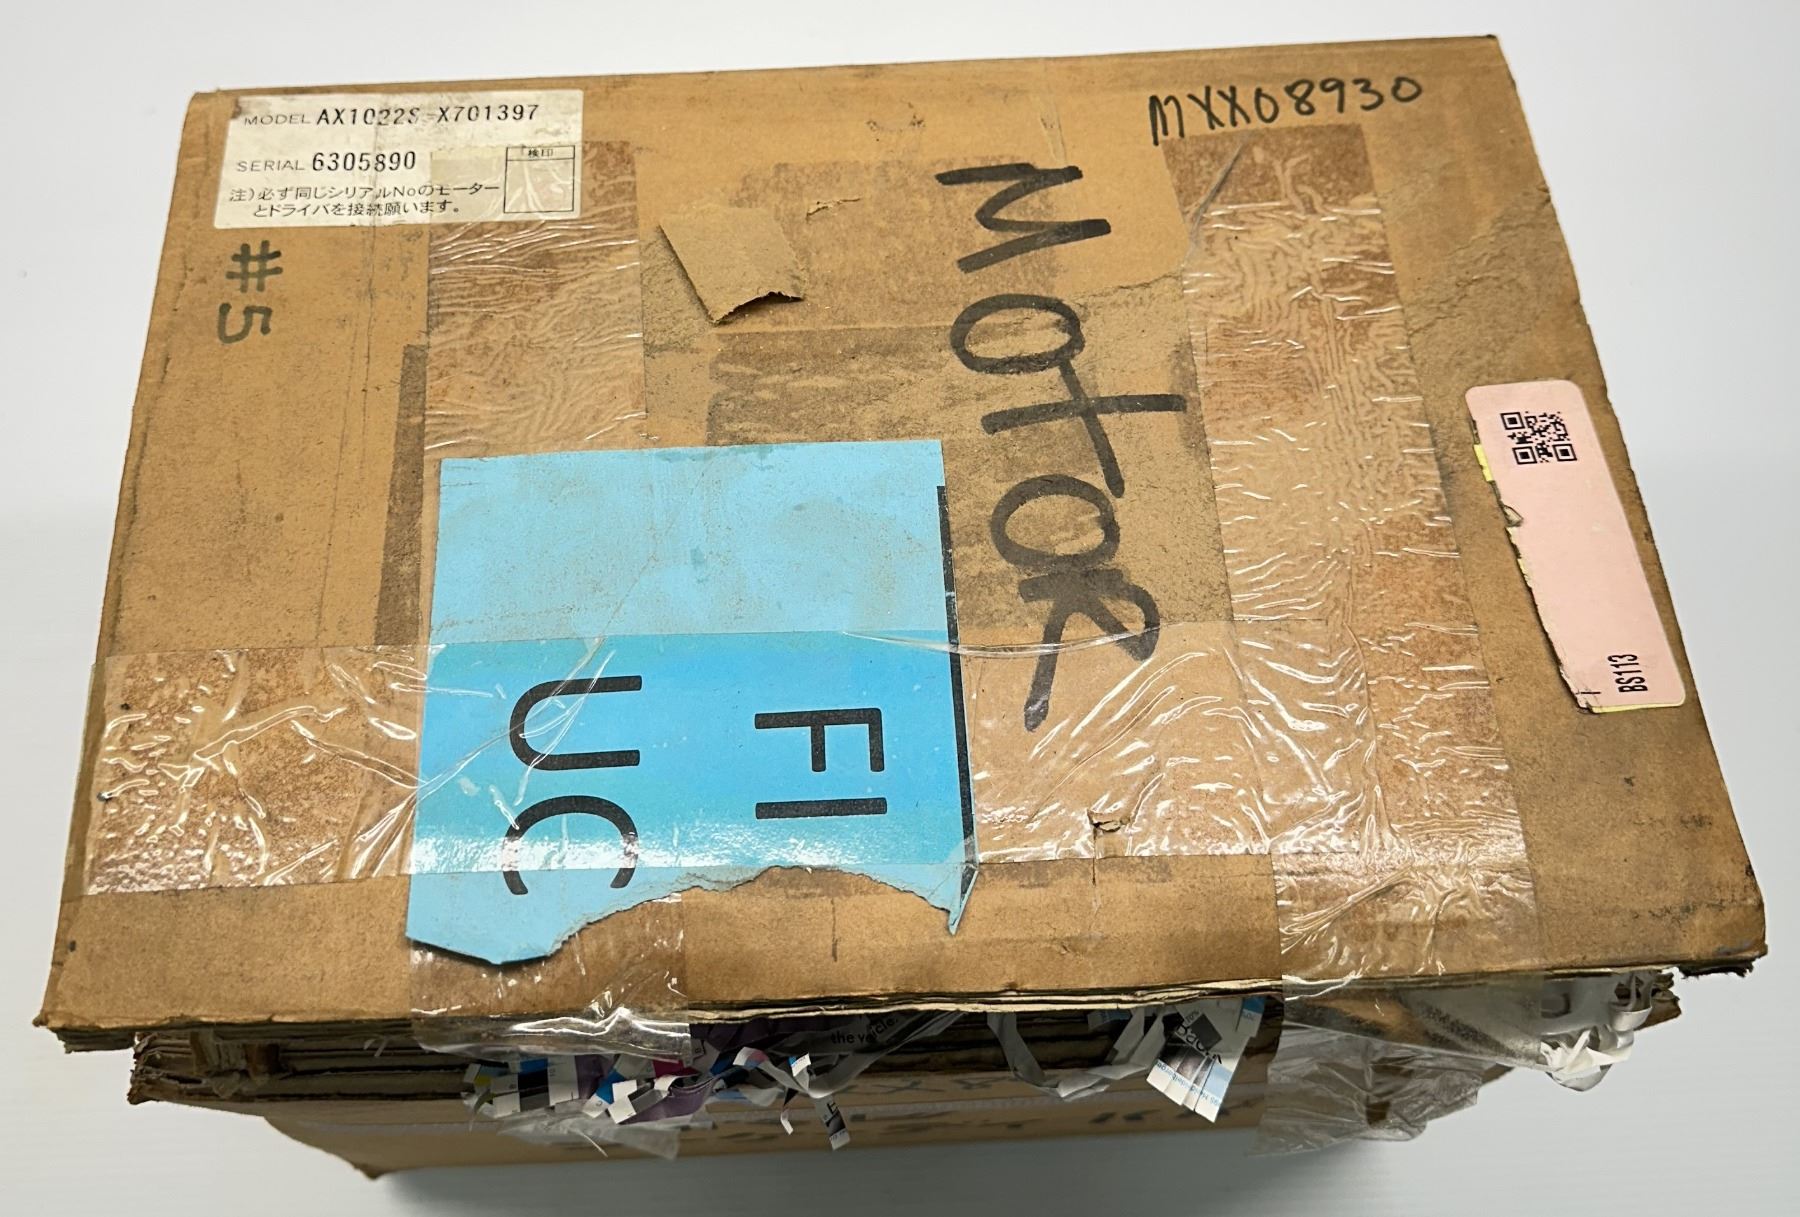 MODEL AX1022S-X701397
SERIAL 6305890
検印
注)必ず同じシリアルNoのモーター
とドライバを接続願います。
#5
MXX08930
MOTOR
FI
UC
BS113
the vehicle